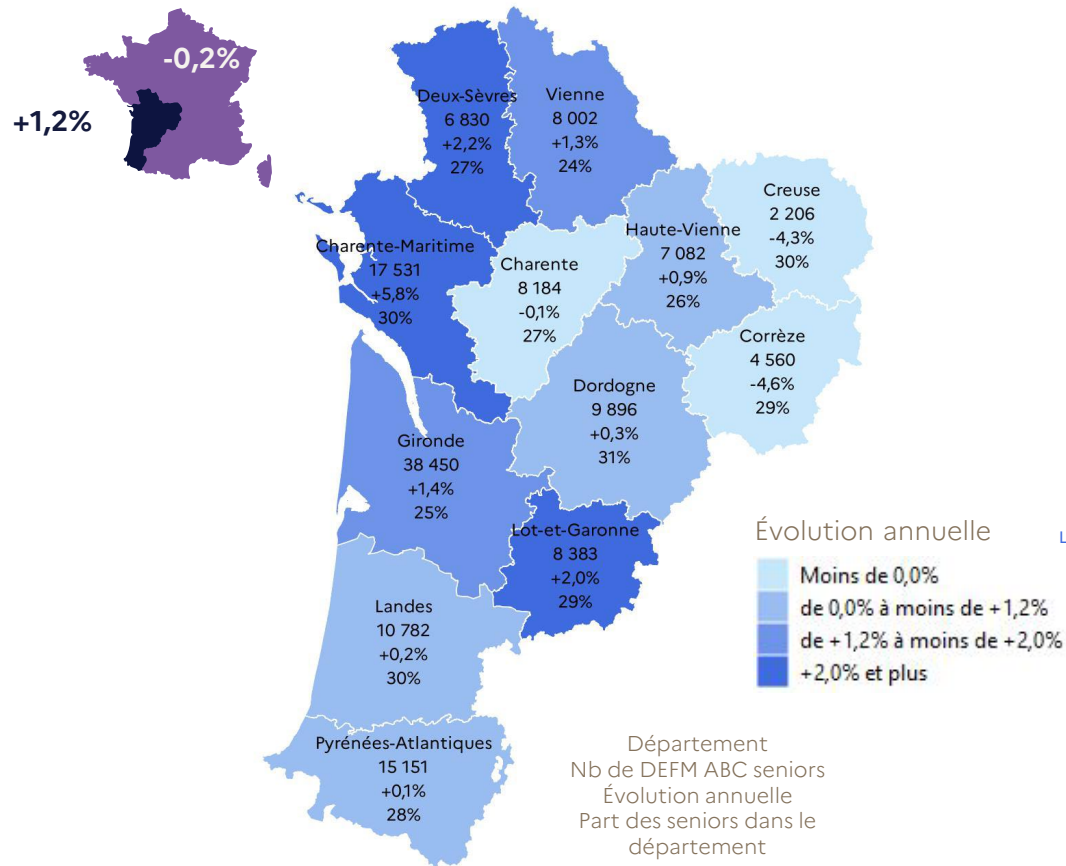 -0,2%
+1,2%
Deux-Sèvres
6 830
+2,2%
27%
Vienne
8 002
+1,3%
24%
Creuse
2 206
-4,3%
30%
Haute-Vienne
7 082
+0,9%
26%
Charente-Maritime
17 531
+5,8%
30%
Charente
8 184
-0,1%
27%
Corrèze
4 560
-4,6%
29%
Dordogne
9 896
+0,3%
31%
Gironde
38 450
+1,4%
25%
Lot-et-Garonne
8 383
+2,0%
29%
Landes
10 782
+0,2%
30%
Pyrénées-Atlantiques
15 151
+0,1%
28%
Évolution annuelle
L
Moins de 0,0%
de 0,0% à moins de +1,2%
de +1,2% à moins de +2,0%
+2,0% et plus
Département
Nb de DEFM ABC seniors
Évolution annuelle
Part des seniors dans le
département